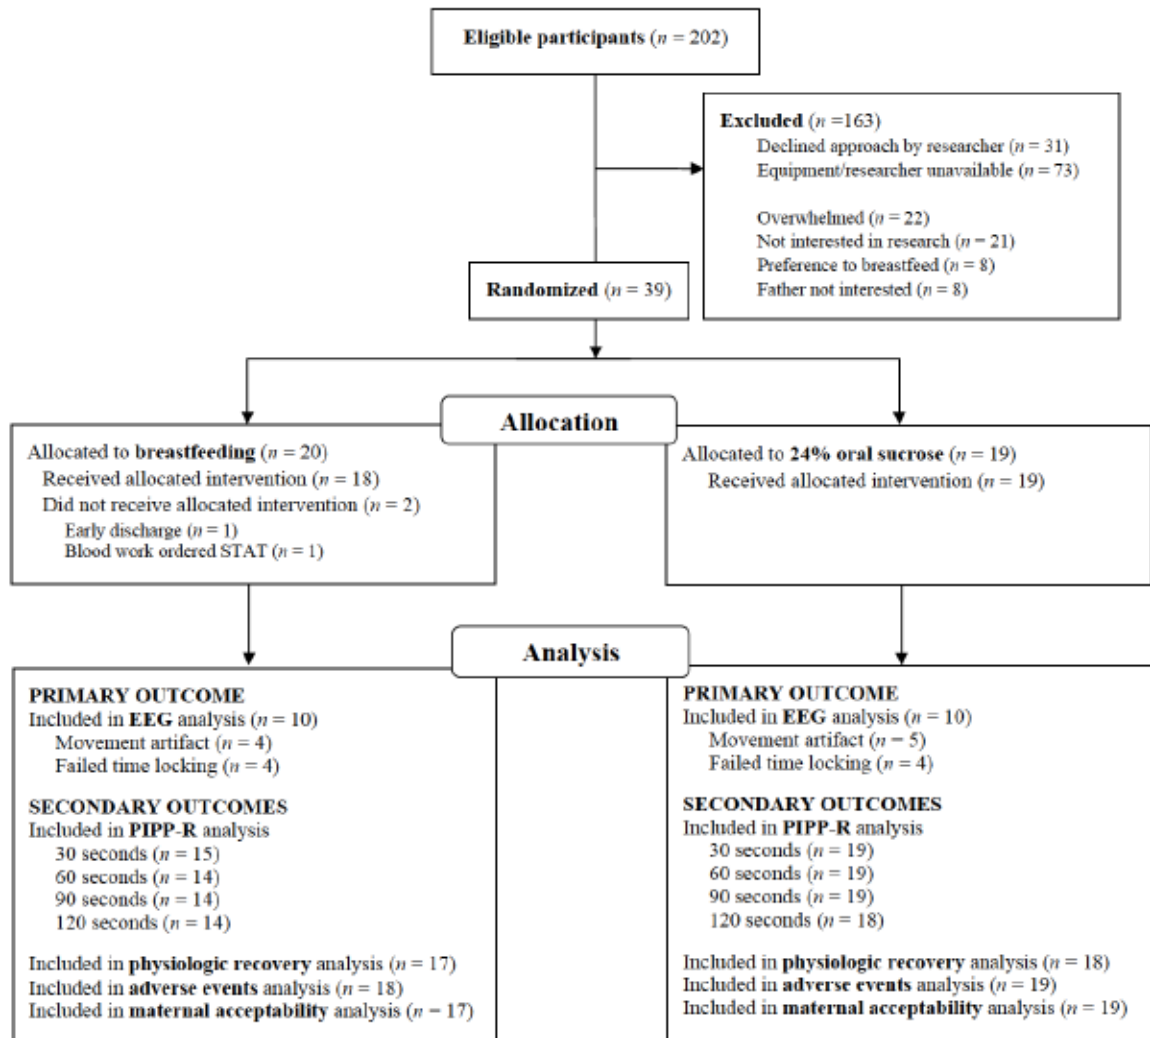 Eligible participants (n = 202)
Excluded (n =163)
Declined approach by researcher (n = 31)
Equipment/researcher unavailable (n = 73)
Overwhelmed (n = 22)
Not interested in research (n = 21)
Preference to breastfeed (n = 8)
Father not interested (n = 8)
Randomized (n = 39)
Allocation
Allocated to breastfeeding (n = 20)
Received allocated intervention (n = 18)
Did not receive allocated intervention (n = 2)
Early discharge (n = 1)
Blood work ordered STAT (n = 1)
Allocated to 24% oral sucrose (n = 19)
Received allocated intervention (n = 19)
Analysis
PRIMARY OUTCOME
Included in EEG analysis (n = 10)
Movement artifact (n = 4)
Failed time locking (n = 4)
SECONDARY OUTCOMES
Included in PIPP-R analysis
30 seconds (n = 15)
60 seconds (n = 14)
90 seconds (n = 14)
120 seconds (n = 14)
Included in physiologic recovery analysis (n = 17)
Included in adverse events analysis (n = 18)
Included in maternal acceptability analysis (n = 17)
PRIMARY OUTCOME
Included in EEG analysis (n = 10)
Movement artifact (n = 5)
Failed time locking (n = 4)
SECONDARY OUTCOMES
Included in PIPP-R analysis
30 seconds (n = 19)
60 seconds (n = 19)
90 seconds (n = 19)
120 seconds (n = 18)
Included in physiologic recovery analysis (n = 18)
Included in adverse events analysis (n = 19)
Included in maternal acceptability analysis (n = 19)